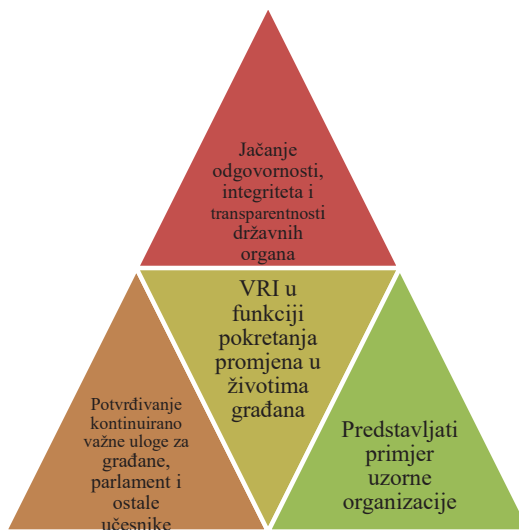 Jačanje
odgovornosti,
integriteta i
transparentnosti
državnih
organa
VRI u
funkciji
pokretanja
promjena u
životima
građana
Potvrđivanje
kontinuirano
važne uloge za
građane,
parlament i
ostale
učesnike
Predstavljati
primjer
uzorne
organizacije